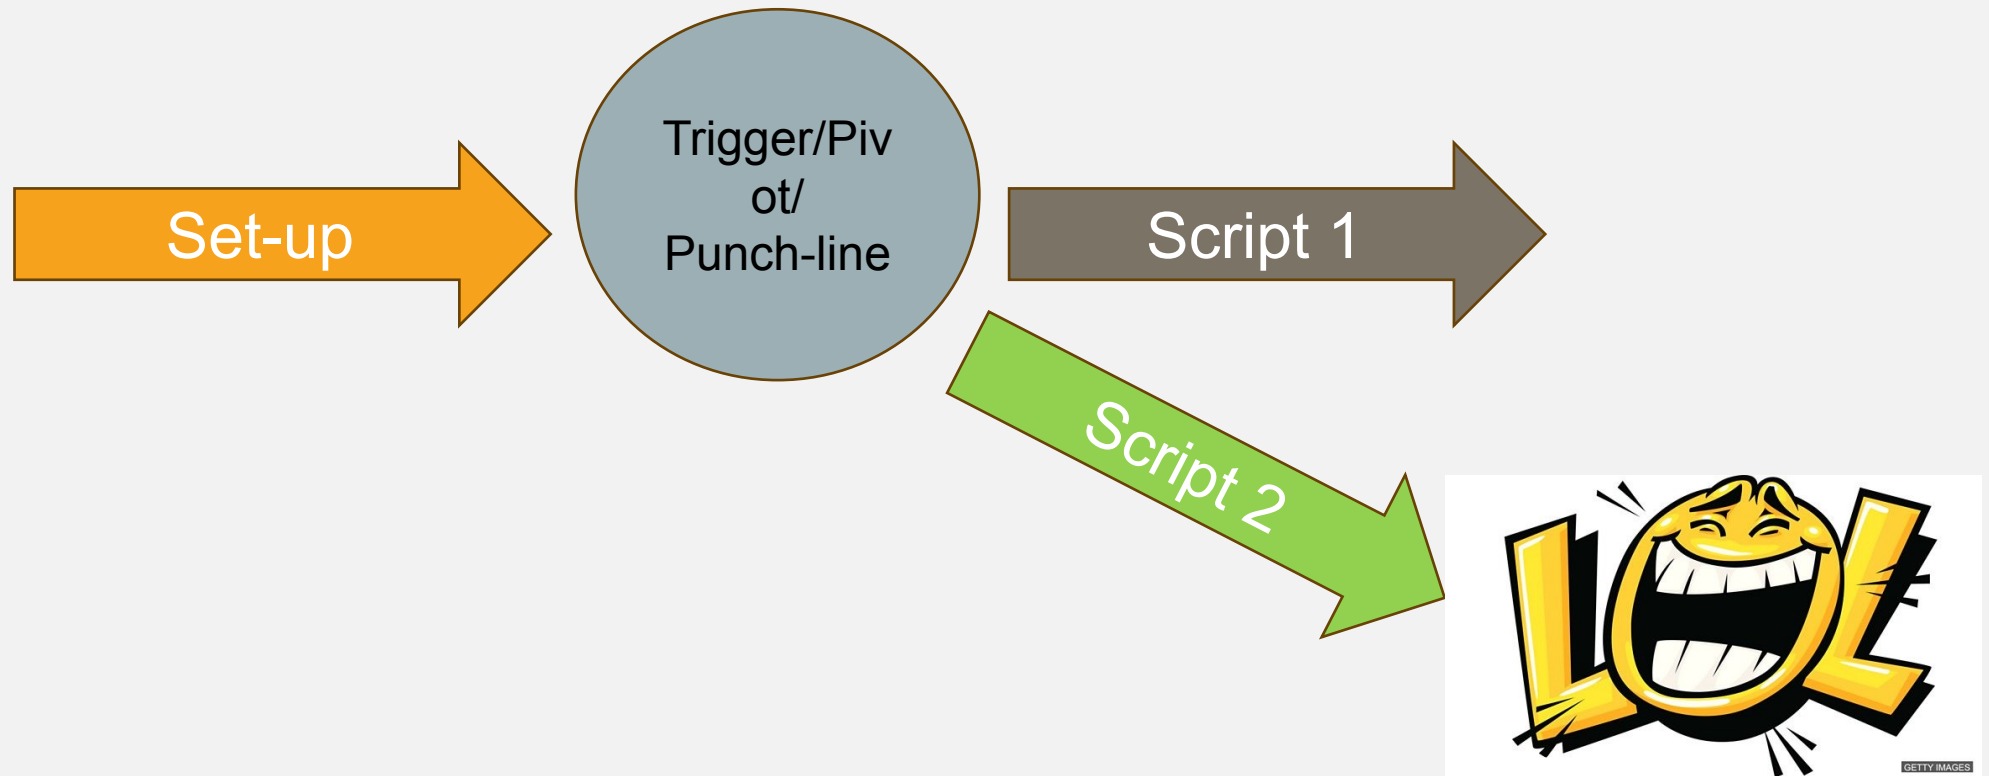 Set-up
Trigger/Piv
ot/
Punch-line
Script 1
Script 2
LOL
GETTY IMAGES